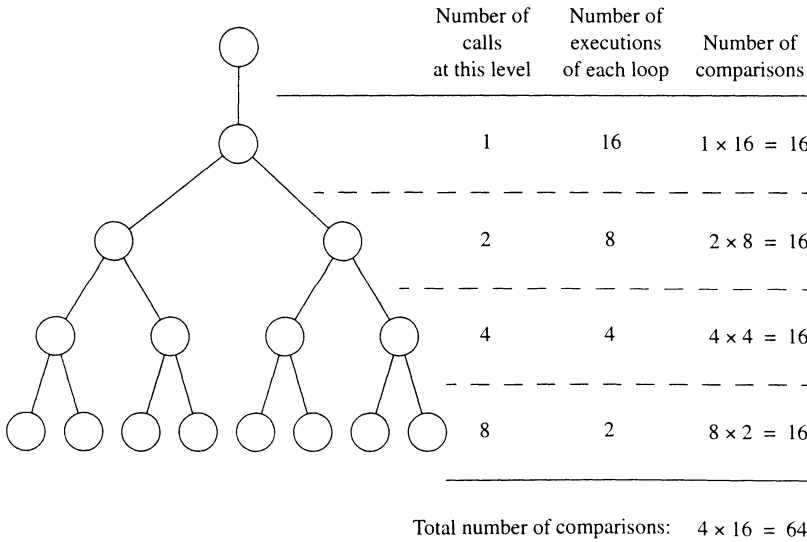 Number of calls at this level
Number of executions of each loop
Number of comparisons
1 16 1 × 16 = 16
2 8 2 × 8 = 16
4 4 4 × 4 = 16
8 2 8 × 2 = 16
Total number of comparisons: 4 × 16 = 64